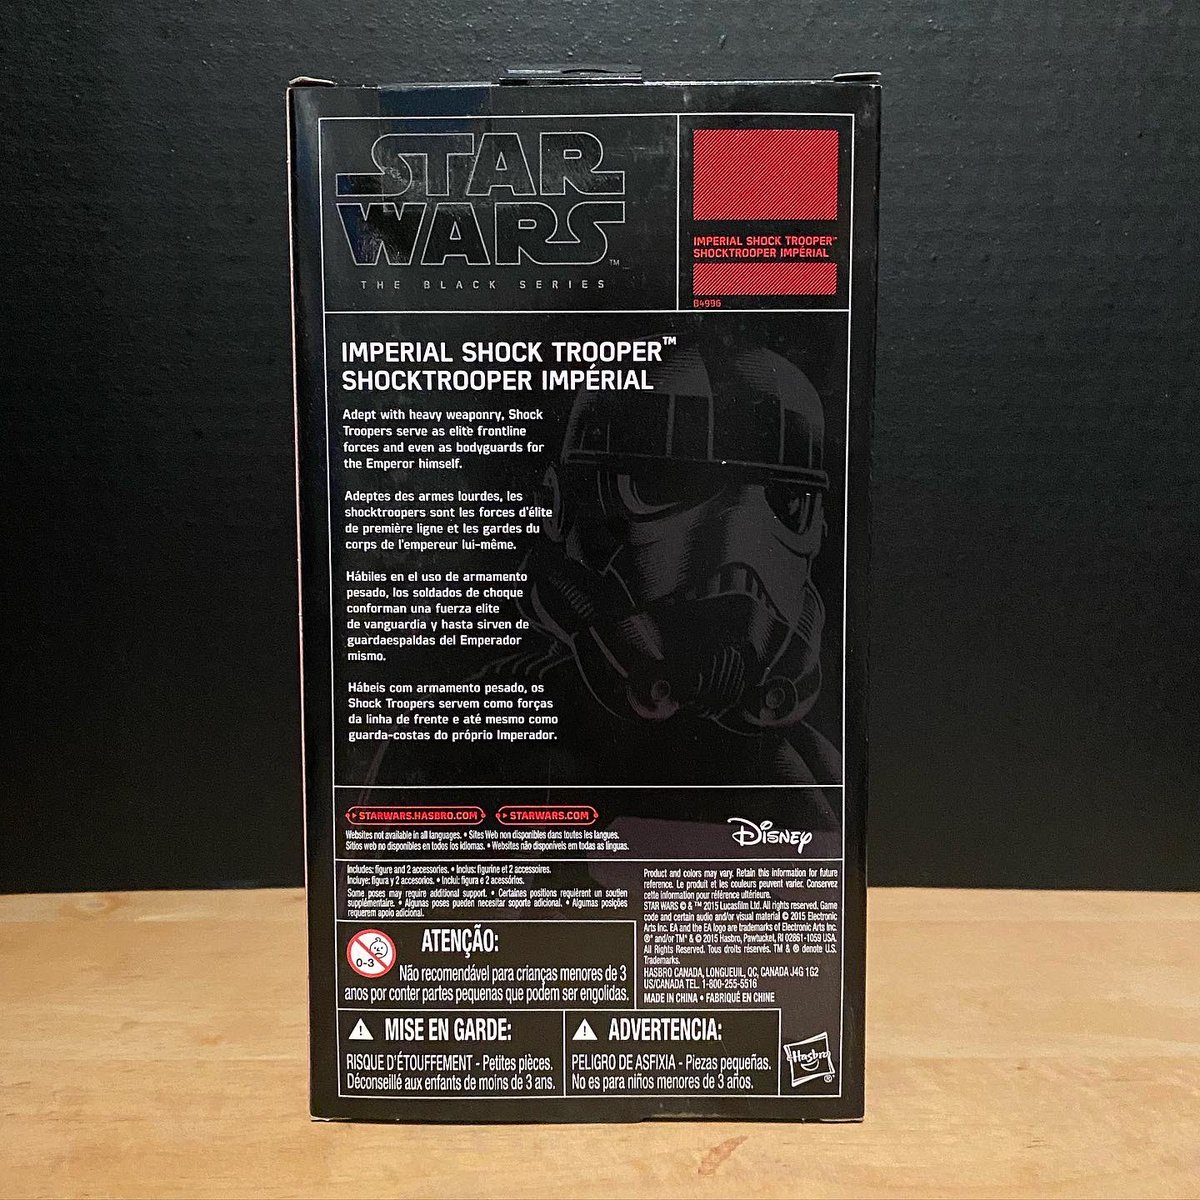 STAR
WARS™
THE BLACK SERIES
IMPERIAL SHOCK TROOPER™
SHOCKTROOPER IMPÉRIAL
B4996
IMPERIAL SHOCK TROOPER™
SHOCKTROOPER IMPÉRIAL
Adept with heavy weaponry, Shock
Troopers serve as elite frontline
forces and even as bodyguards for
the Emperor himself.
Adeptes des armes lourdes, les
shocktroopers sont les forces d'élite
de première ligne et les gardes du
corps de l'empereur lui-même.
Hábiles en el uso de armamento
pesado, los soldados de choque
conforman una fuerza elite
de vanguardia y hasta sirven de
guardaespaldas del Emperador
mismo.
Hábeis com armamento pesado, os
Shock Troopers servem como forças
da linha de frente e até mesmo como
guarda-costas do próprio Imperador.
STARWARS.HASBRO.COM STARWARS.COM
Websites not available in all languages. • Sites Web non disponibles dans toutes les langues.
Sitios web no disponibles en todos los idiomas. • Websites não disponíveis em todas as línguas.
Disney
Includes: figure and 2 accessories. • Inclus: figurine et 2 accessoires.
Incluye: figura y 2 accesorios. • Inclui: figura e 2 acessórios.
Some poses may require additional support. • Certaines positions requièrent un soutien
supplémentaire. • Algunas poses pueden necesitar soporte adicional. • Algumas posições
requerem apoio adicional.
Product and colors may vary. Retain this information for future
reference. Le produit et les couleurs peuvent varier. Conservez
cette information pour référence ultérieure.
STAR WARS © & ™ 2015 Lucasfilm Ltd. All rights reserved. Game
code and certain audio and/or visual material © 2015 Electronic
Arts Inc. EA and the EA logo are trademarks of Electronic Arts Inc.
®* and/or TM* & © 2015 Hasbro, Pawtucket, RI 02861-1059 USA.
All Rights Reserved. Tous droits réservés. TM & ® denote U.S.
Trademarks.
HASBRO CANADA, LONGUEUIL, QC, CANADA J4G 1G2
US/CANADA TEL. 1-800-255-5516
MADE IN CHINA • FABRIQUÉ EN CHINE
0-3
ATENÇÃO:
Não recomendável para crianças menores de 3
anos por conter partes pequenas que podem ser engolidas.
MISE EN GARDE:
RISQUE D'ÉTOUFFEMENT - Petites pièces.
Déconseillé aux enfants de moins de 3 ans.
ADVERTENCIA:
PELIGRO DE ASFIXIA - Piezas pequeñas.
No es para niños menores de 3 años.
Hasbro®